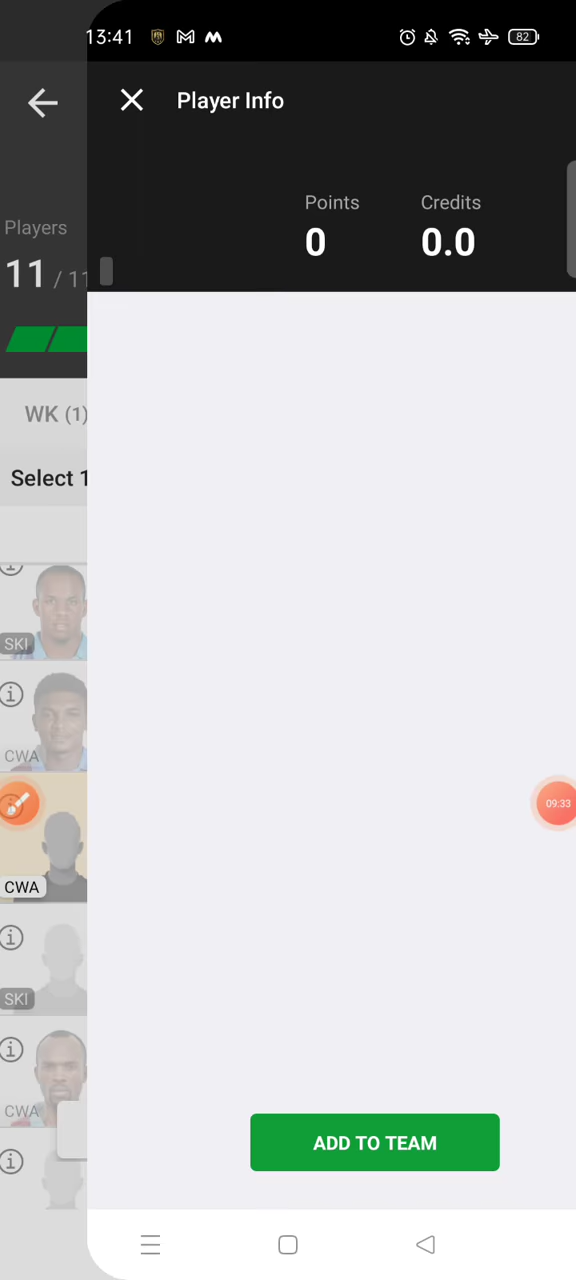 13:41
82
Player Info
Points
Credits
0
0.0
Players
11 / 11
WK (1)
Select 1
SKI
CWA
CWA
09:33
SKI
CWA
ADD TO TEAM